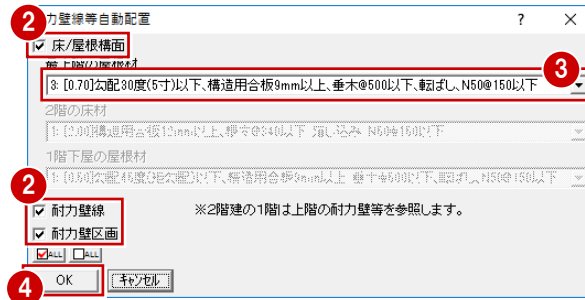 2 力壁線等自動配置 ? ×
床/屋根構面
最上階の屋根材
3: [0.70]勾配30度(5寸)以下、構造用合板9mm以上、垂木@500以下、転ばし、N50@150以下 3
2階の床材
1: [2.00]構造用合板12mm以上、根太@340以下 落し込み N50@150以下
1階下屋の屋根材
1: [0.50]勾配45度(矩勾配)以下、構造用合板9mm以上 垂木@500以下、転ばし、N50@150以下
2
耐力壁線 ※2階建の1階は上階の耐力壁等を参照します。
耐力壁区画
ALL ALL
4 OK キャンセル